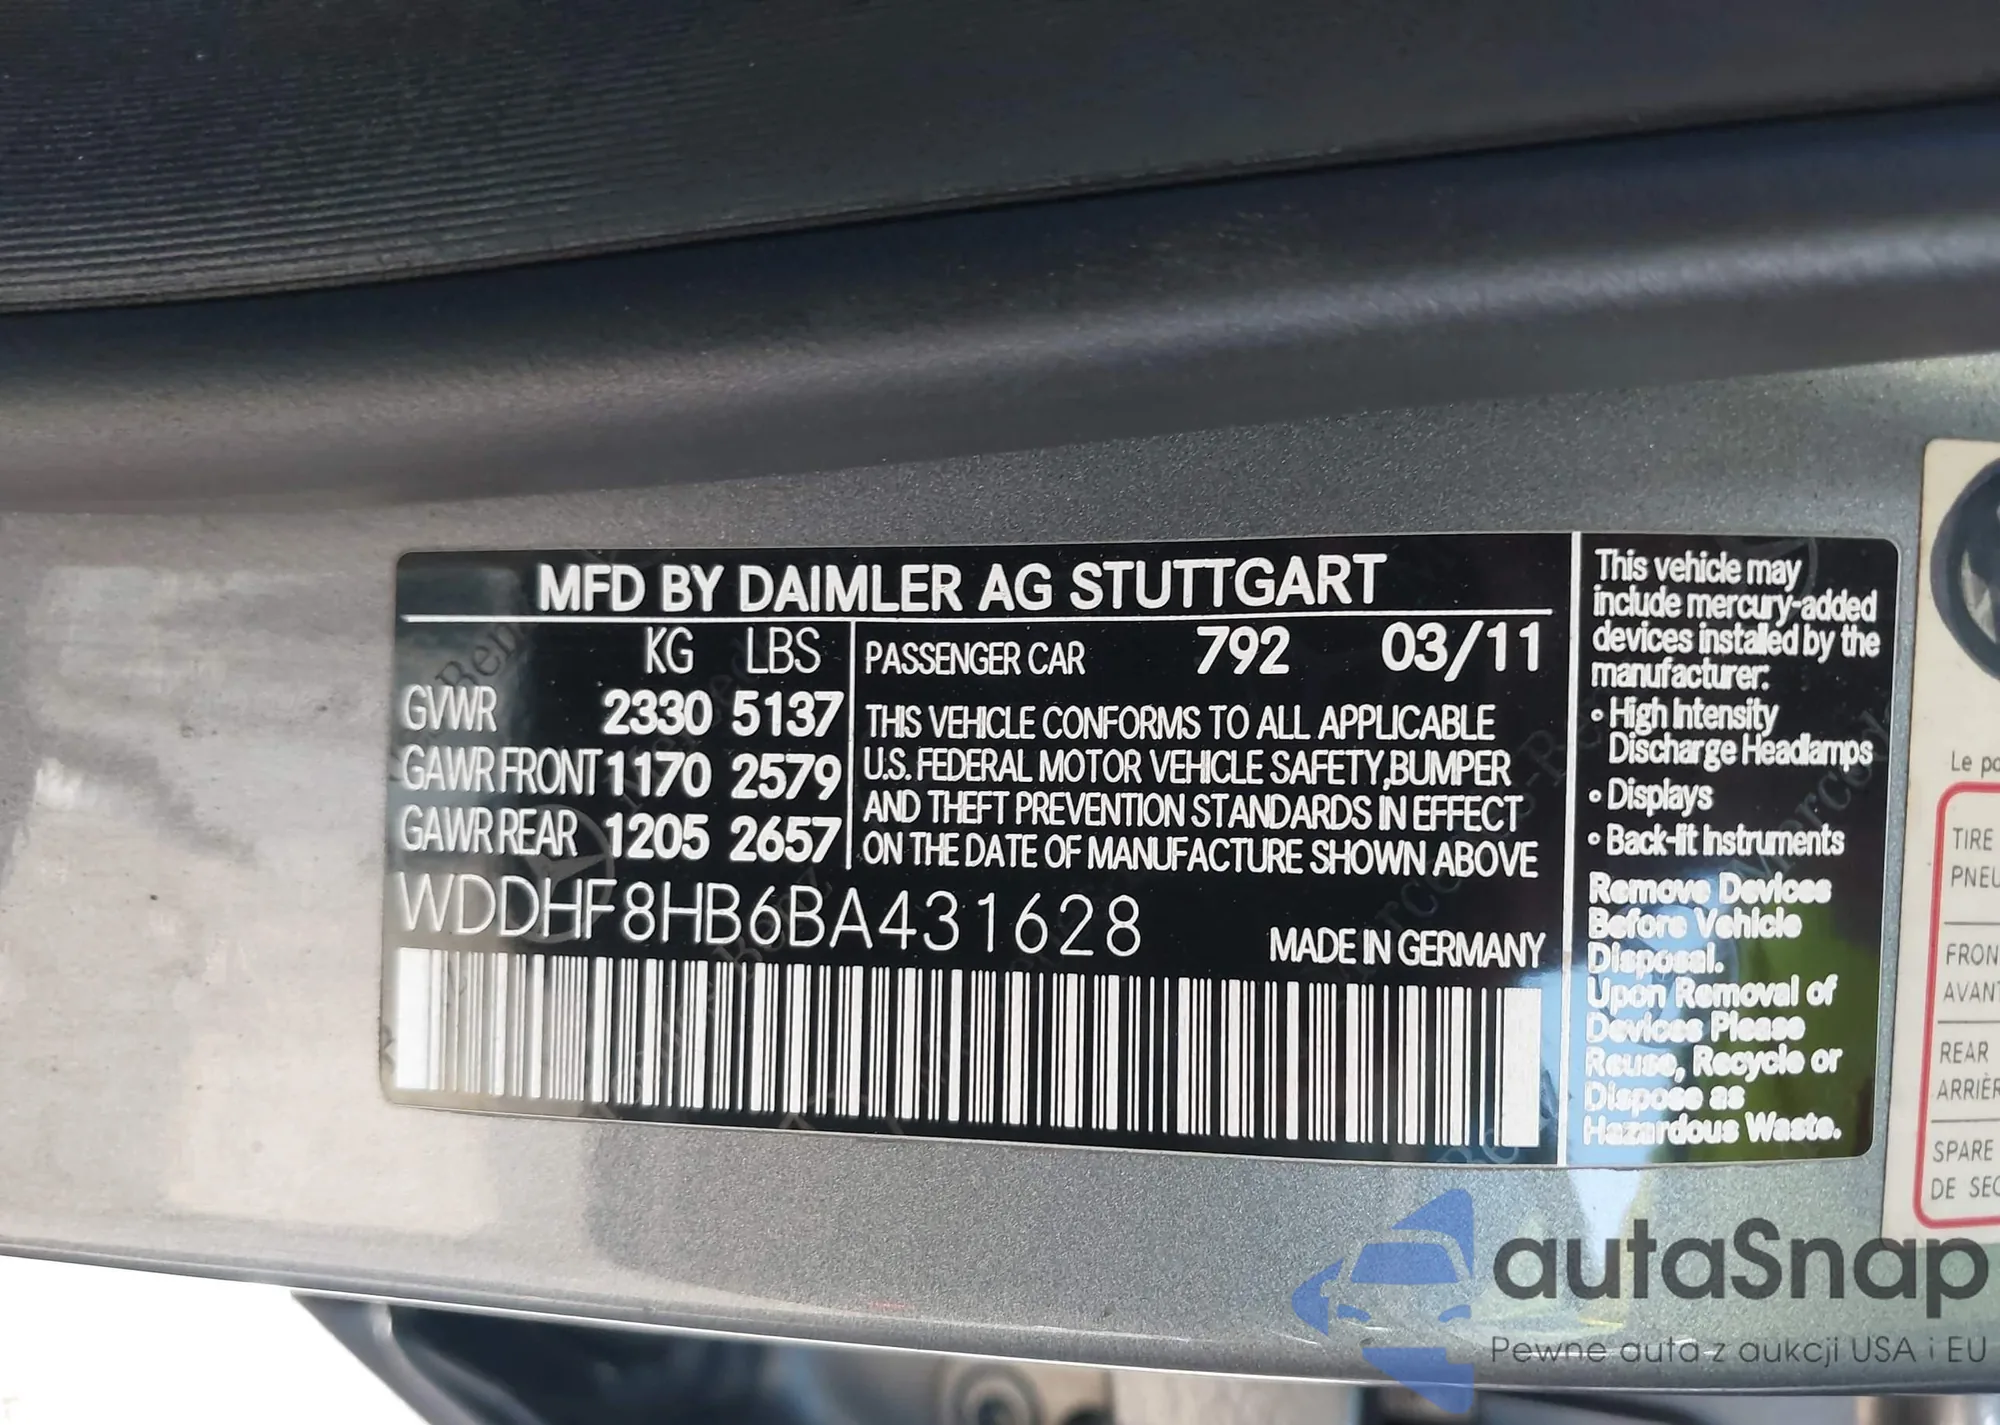 MFD BY DAIMLER AG STUTTGART
KG LBS
GVWR 2330 5137
GAWR FRONT 1170 2579
GAWR REAR 1205 2657
PASSENGER CAR 792 03/11
THIS VEHICLE CONFORMS TO ALL APPLICABLE
U.S. FEDERAL MOTOR VEHICLE SAFETY,BUMPER
AND THEFT PREVENTION STANDARDS IN EFFECT
ON THE DATE OF MANUFACTURE SHOWN ABOVE
WDDHF8HB6BA431628
MADE IN GERMANY
This vehicle may
include mercury-added
devices installed by the
manufacturer:
• High Intensity
Discharge Headlamps
• Displays
• Back-lit Instruments
Remove Devices
Before Vehicle
Disposal.
Upon Removal of
Devices Please
Reuse, Recycle or
Dispose as
Hazardous Waste.
Le
TIRE
FRON
AVANT
REAR
ARRIÈR
SPARE
DE SEC
autaSnap
Pewne auta z aukcji USA i EU